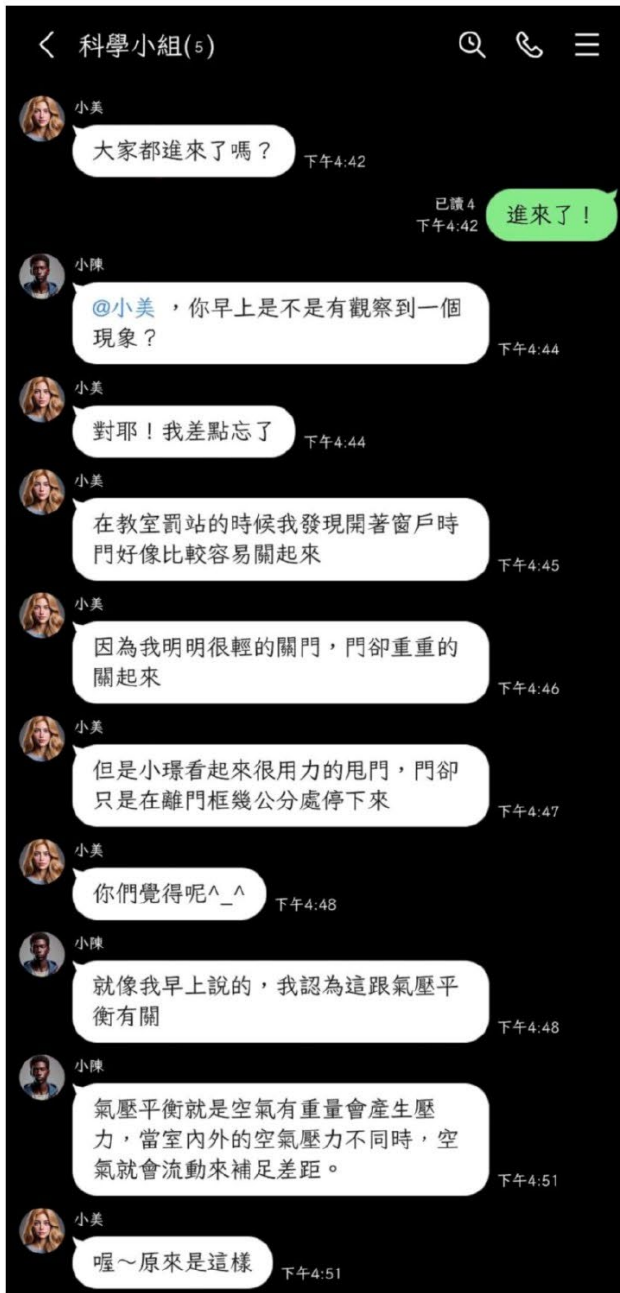 科學小組(5)
小美
大家都進來了嗎？
下午4:42
已讀4
下午4:42
進來了！
小陳
@小美 ，你早上是不是有觀察到一個
現象？
下午4:44
小美
對耶！我差點忘了
下午4:44
小美
在教室罰站的時候我發現開著窗戶時
門好像比較容易關起來
下午4:45
小美
因為我明明很輕的關門，門卻重重的
關起來
下午4:46
小美
但是小璟看起來很用力的甩門，門卻
只是在離門框幾公分處停下來
下午4:47
小美
你們覺得呢^_^
下午4:48
小陳
就像我早上說的，我認為這跟氣壓平
衡有關
下午4:48
小陳
氣壓平衡就是空氣有重量會產生壓
力，當室內外的空氣壓力不同時，空
氣就會流動來補足差距。
下午4:51
小美
喔～原來是這樣
下午4:51